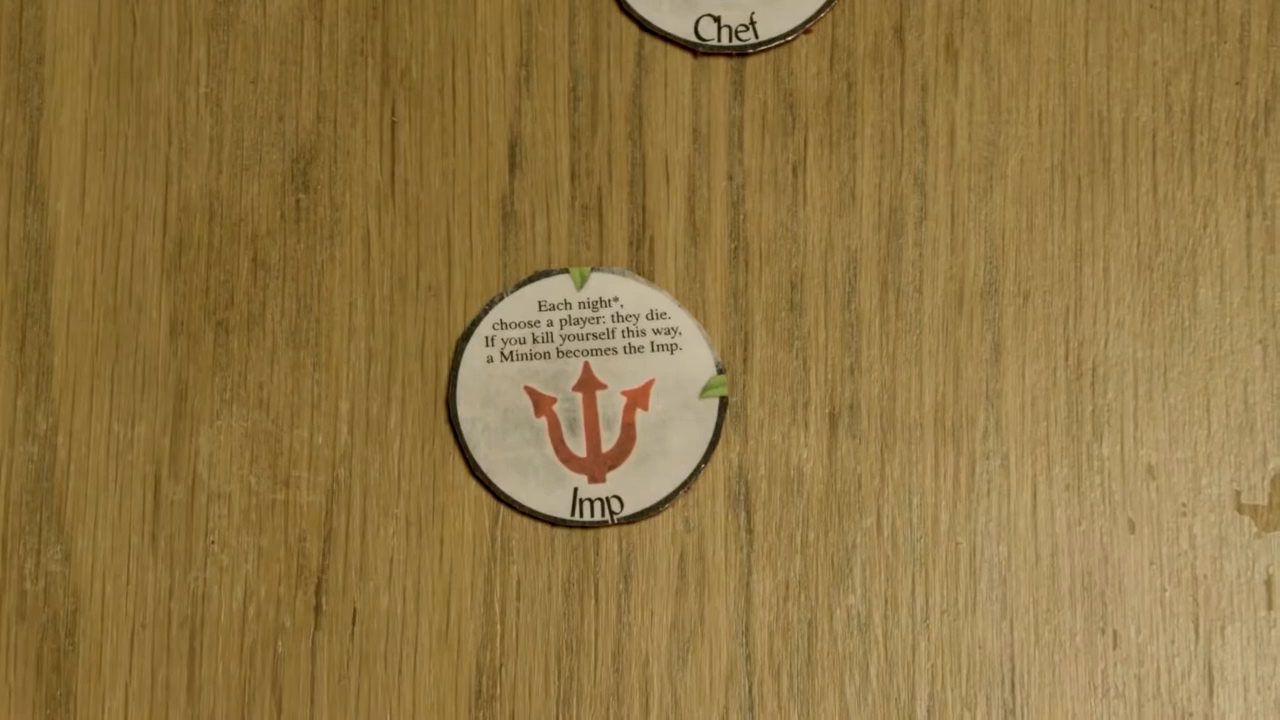 Chef
Each night*,
choose a player: they die.
If you kill yourself this way,
a Minion becomes the Imp.
Imp